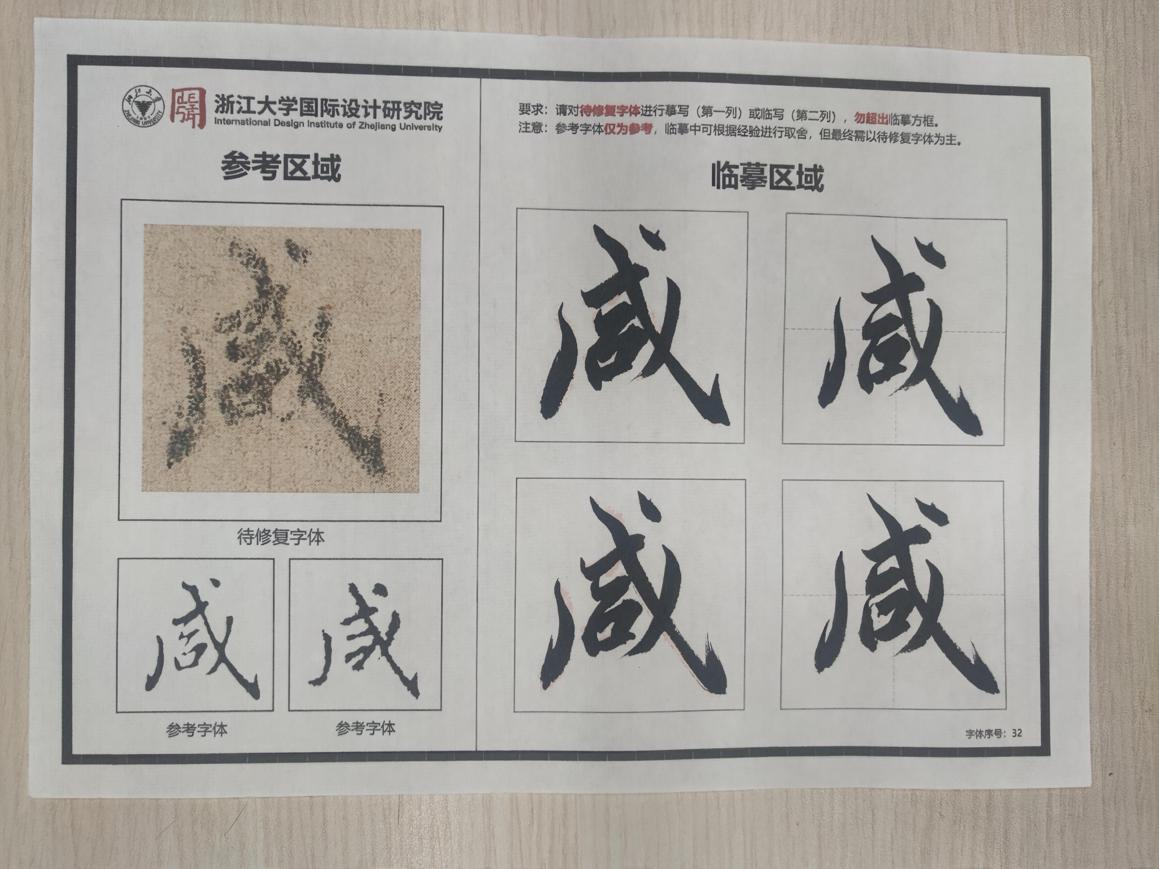 浙江大学国际设计研究院
International Design Institute of Zhejiang University
参考区域
咸
待修复字体
咸 咸
参考字体 参考字体
要求：请对待修复字体进行摹写（第一列）或临写（第二列），勿超出临摹方框。
注意：参考字体仅为参考，临摹中可根据经验进行取舍，但最终需以待修复字体为主。
临摹区域
咸 咸
咸 咸
字体序号：32